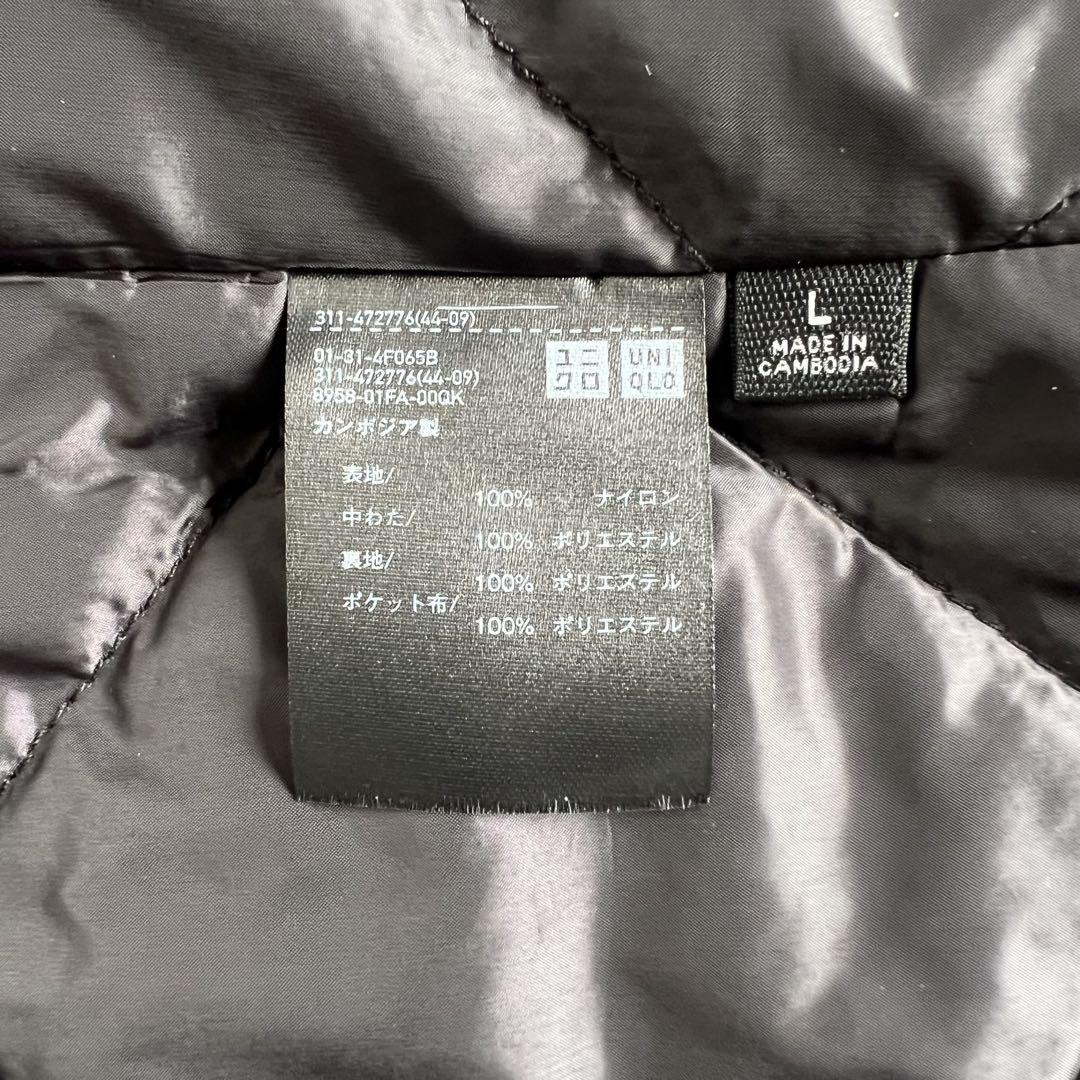 311-472776(44-09)
01-31-4F065B
311-472776(44-09)
8958-01FA-00QK
カンボジア製
ユニ
クロ
UNI
QLO
表地/
100% ナイロン
中わた/
100% ポリエステル
裏地/
100% ポリエステル
ポケット布/
100% ポリエステル
L
MADE IN
CAMBODIA